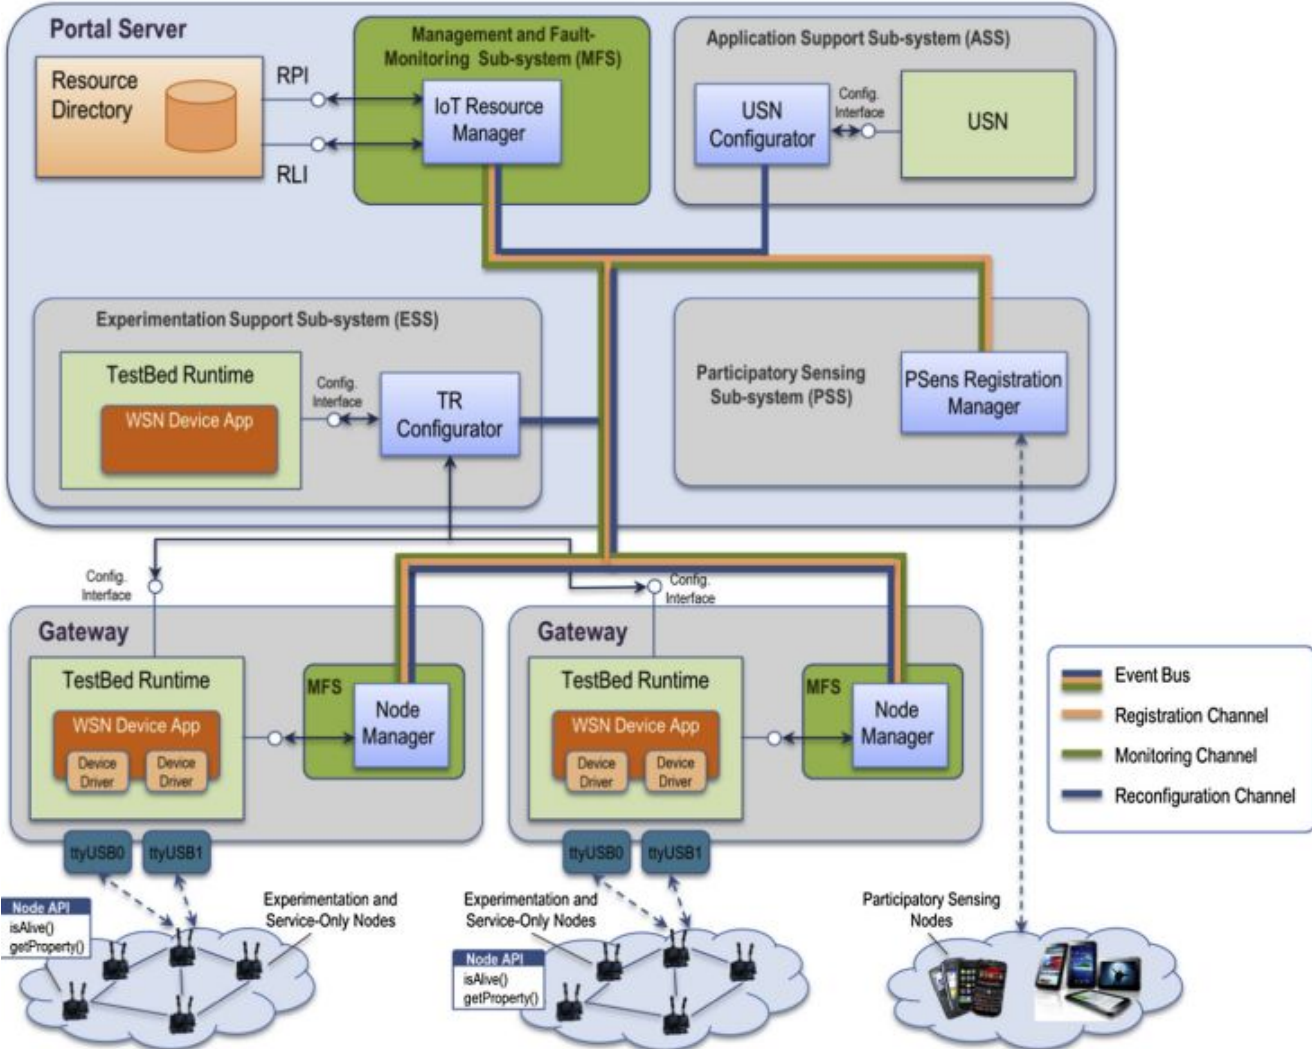 Portal Server
Resource
Directory
RPI
RLI
Management and Fault-
Monitoring Sub-system (MFS)
IoT Resource
Manager
Application Support Sub-system (ASS)
USN
Configurator
Config.
Interface
USN
Experimentation Support Sub-system (ESS)
TestBed Runtime
WSN Device App
Config.
Interface
TR
Configurator
Participatory Sensing
Sub-system (PSS)
PSens Registration
Manager
Config.
Interface
Config.
Interface
Gateway
TestBed Runtime
WSN Device App
Device
Driver
Device
Driver
MFS
Node
Manager
ttyUSB0
ttyUSB1
Gateway
TestBed Runtime
WSN Device App
Device
Driver
Device
Driver
MFS
Node
Manager
ttyUSB0
ttyUSB1
Event Bus
Registration Channel
Monitoring Channel
Reconfiguration Channel
Node API
isAlive()
getProperty()
Experimentation and
Service-Only Nodes
Experimentation and
Service-Only Nodes
Node API
isAlive()
getProperty()
Participatory Sensing
Nodes